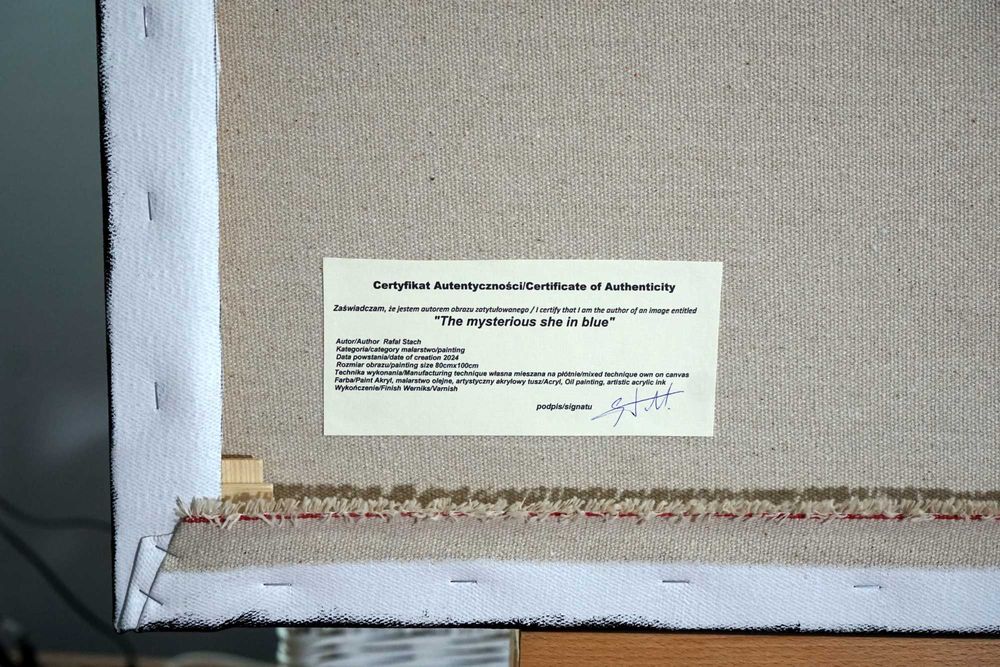 Certyfikat Autentyczności/Certificate of Authenticity
Zaświadczam, że jestem autorem obrazu zatytułowanego / I certify that I am the author of an image entitled
"The mysterious she in blue"
Autor/Author Rafał Stach
Kategoria/category malarstwo/painting
Data powstania/date of creation 2024
Rozmiar obrazu/painting size 80cmx100cm
Technika wykonania/Manufacturing technique własna mieszana na płótnie/mixed technique own on canvas
Farba/Paint Akryl, malarstwo olejne, artystyczny akrylowy tusz/Acryl, Oil painting, artistic acrylic ink
Wykończenie/Finish Werniks/Varnish
podpis/signatu